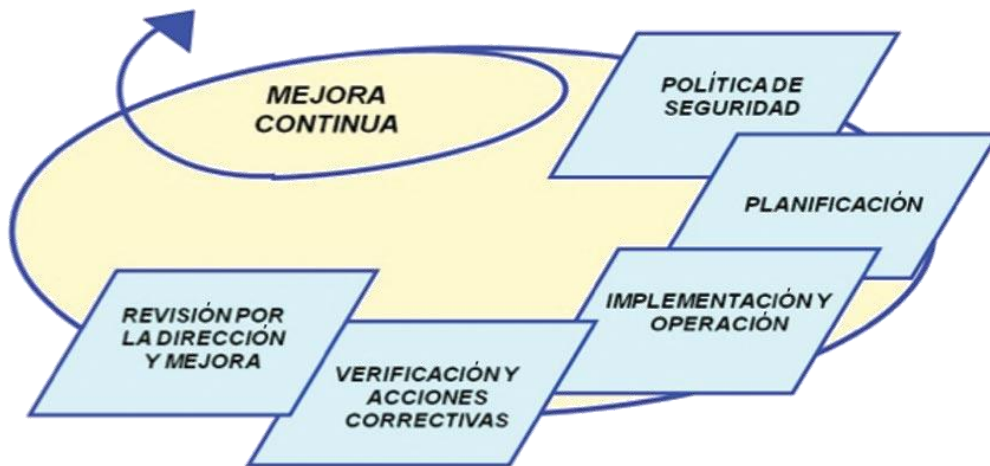 MEJORA
CONTINUA
POLÍTICA DE
SEGURIDAD
PLANIFICACIÓN
IMPLEMENTACIÓN Y
OPERACIÓN
VERIFICACIÓN Y
ACCIONES
CORRECTIVAS
REVISIÓN POR
LA DIRECCIÓN
Y MEJORA